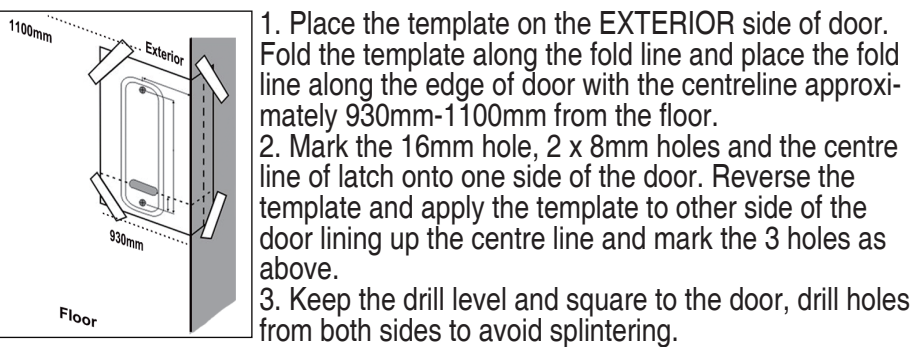 1100mm
Exterior
930mm
Floor
1. Place the template on the EXTERIOR side of door.
Fold the template along the fold line and place the fold
line along the edge of door with the centreline approxi-
mately 930mm-1100mm from the floor.
2. Mark the 16mm hole, 2 x 8mm holes and the centre
line of latch onto one side of the door. Reverse the
template and apply the template to other side of the
door lining up the centre line and mark the 3 holes as
above.
3. Keep the drill level and square to the door, drill holes
from both sides to avoid splintering.